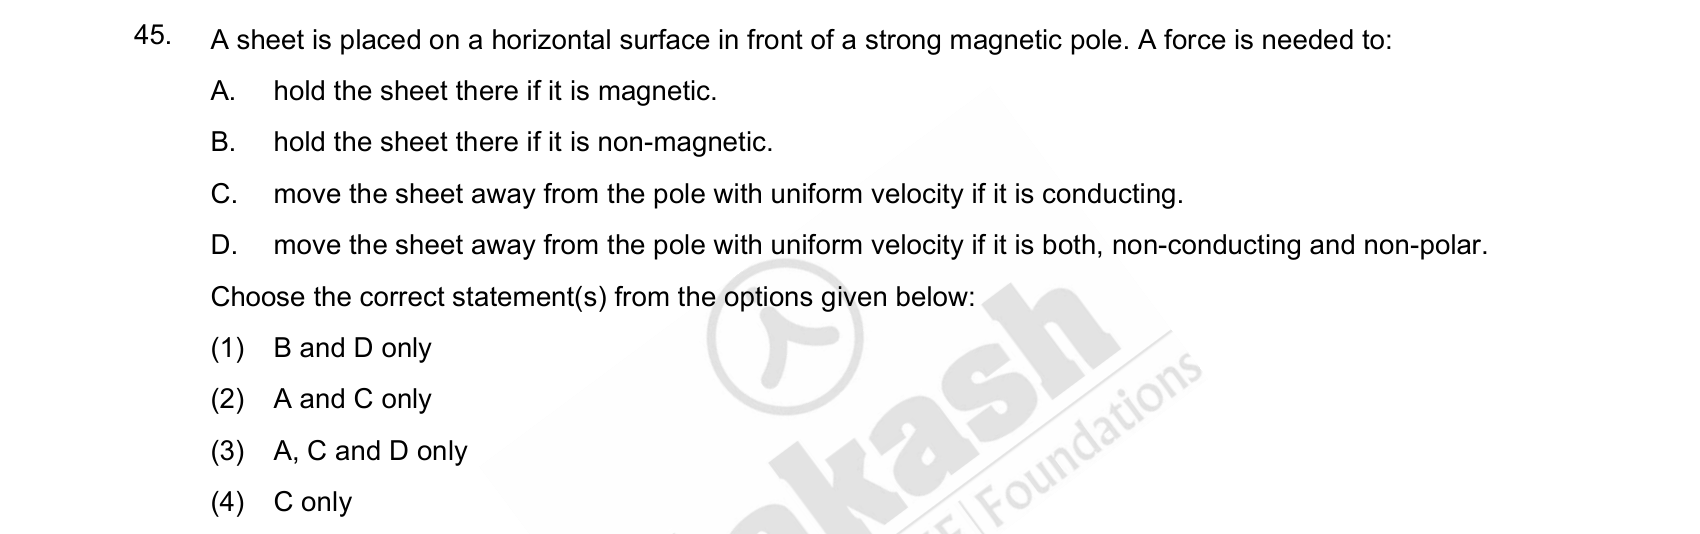 45. A sheet is placed on a horizontal surface in front of a strong magnetic pole. A force is needed to:
A. hold the sheet there if it is magnetic.
B. hold the sheet there if it is non-magnetic.
C. move the sheet away from the pole with uniform velocity if it is conducting.
D. move the sheet away from the pole with uniform velocity if it is both, non-conducting and non-polar.
Choose the correct statement(s) from the options given below:
(1) B and D only
(2) A and C only
(3) A, C and D only
(4) C only
kash
Foundations